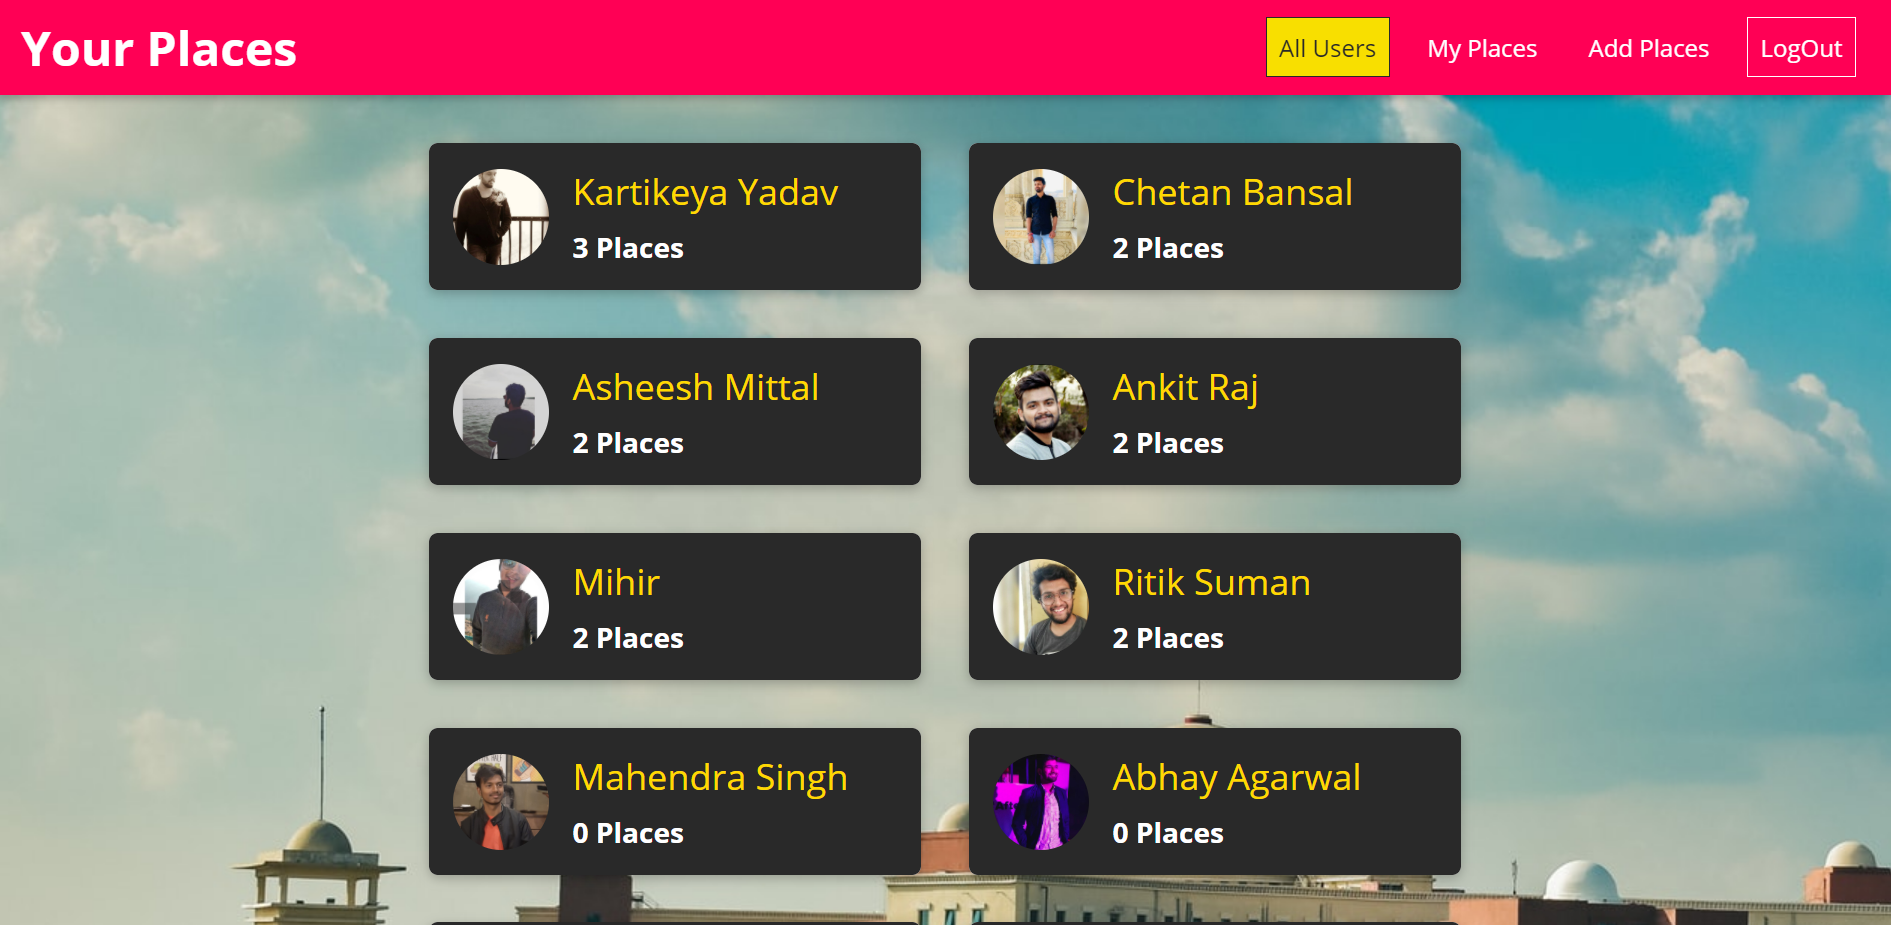 Your Places
All Users
My Places
Add Places
LogOut
Kartikeya Yadav
3 Places
Chetan Bansal
2 Places
Asheesh Mittal
2 Places
Ankit Raj
2 Places
Mihir
2 Places
Ritik Suman
2 Places
Mahendra Singh
0 Places
Abhay Agarwal
0 Places